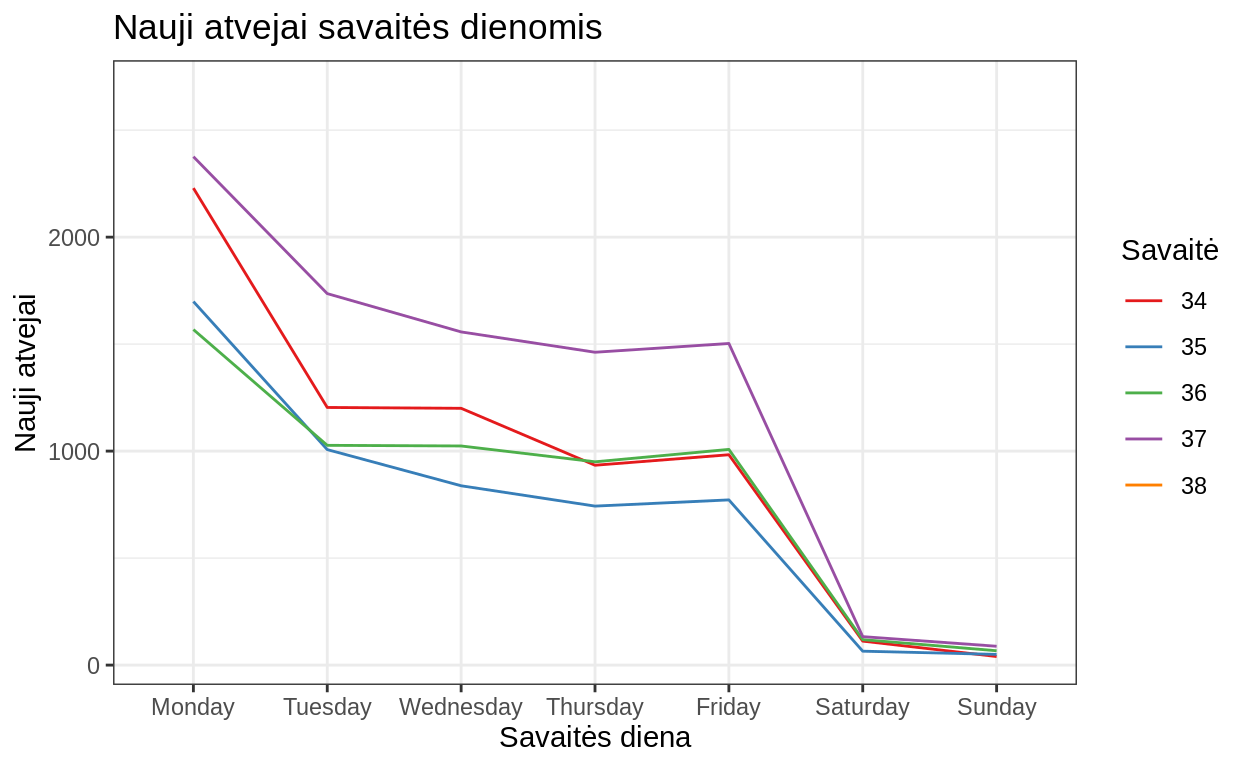 Nauji atvejai savaitės dienomis
Nauji atvejai
2000
1000
0
Monday Tuesday Wednesday Thursday Friday Saturday Sunday
Savaitės diena
Savaitė
34
35
36
37
38